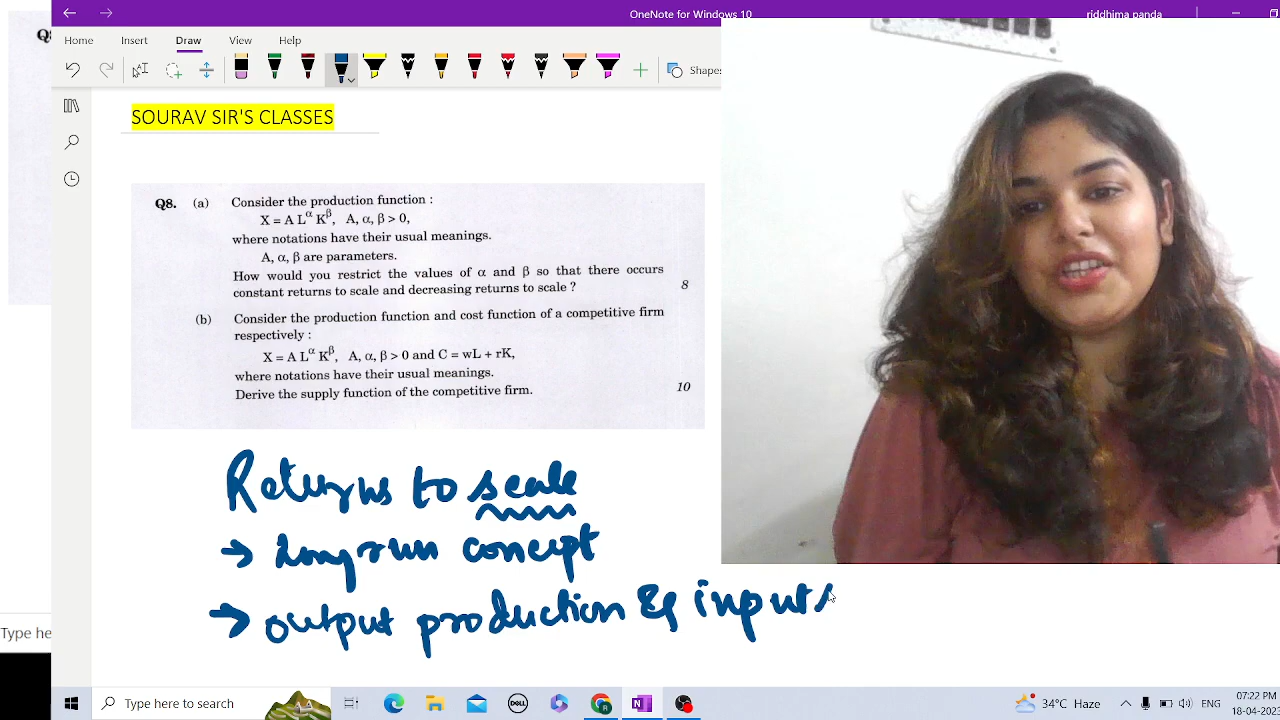 OneNote for Windows 10
riddhima panda
Home Insert Draw View Help
Shapes
SOURAV SIR'S CLASSES
Q8. (a) Consider the production function :
X = A L^α K^β, A, α, β > 0,
where notations have their usual meanings.
A, α, β are parameters.
How would you restrict the values of α and β so that there occurs
constant returns to scale and decreasing returns to scale ? 8
(b) Consider the production function and cost function of a competitive firm
respectively :
X = A L^α K^β, A, α, β > 0 and C = wL + rK,
where notations have their usual meanings.
Derive the supply function of the competitive firm. 10
Returns to scale
→ Long run concept
→ output production & inputs
Type he
Type here to search
DELL
34°C Haze
ENG
07:22 PM
18-04-202